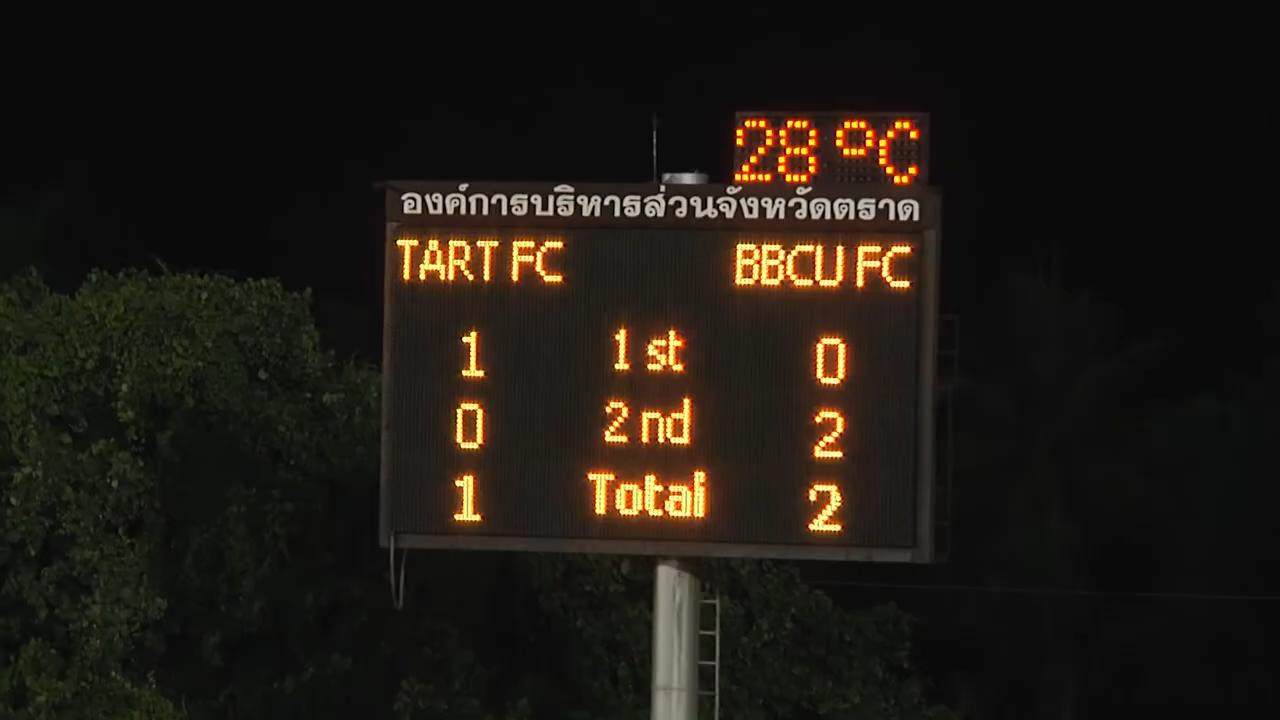 28 °C
องค์การบริหารส่วนจังหวัดตราด
TART FC BBCU FC
1 1 st 0
0 2 nd 2
1 Total 2